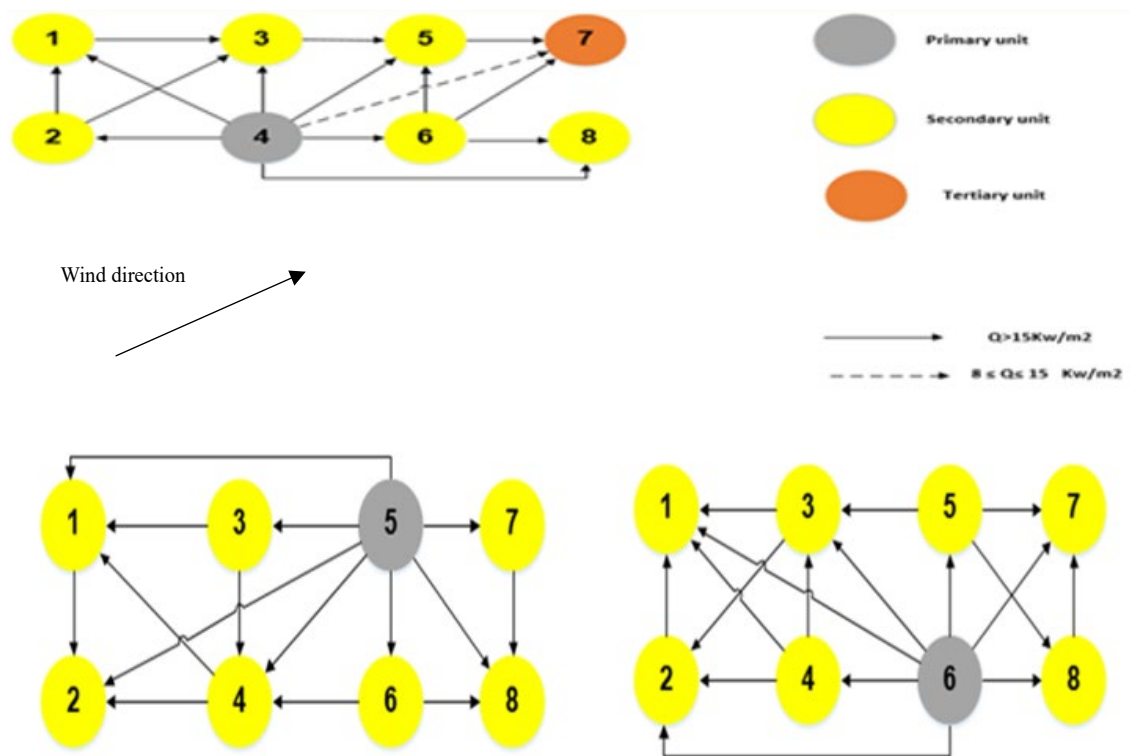 1 3 5 7
2 4 6 8
Primary unit
Secondary unit
Tertiary unit
Wind direction
Q>15Kw/m2
8 ≤ Q≤ 15 Kw/m2
1 3 5 7
2 4 6 8
1 3 5 7
2 4 6 8